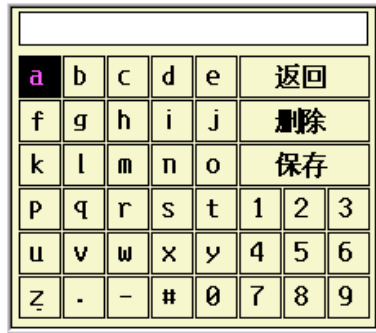 a b c d e 返回
f g h i j 删除
k l m n o 保存
p q r s t 1 2 3
u v w x y 4 5 6
z . - # 0 7 8 9